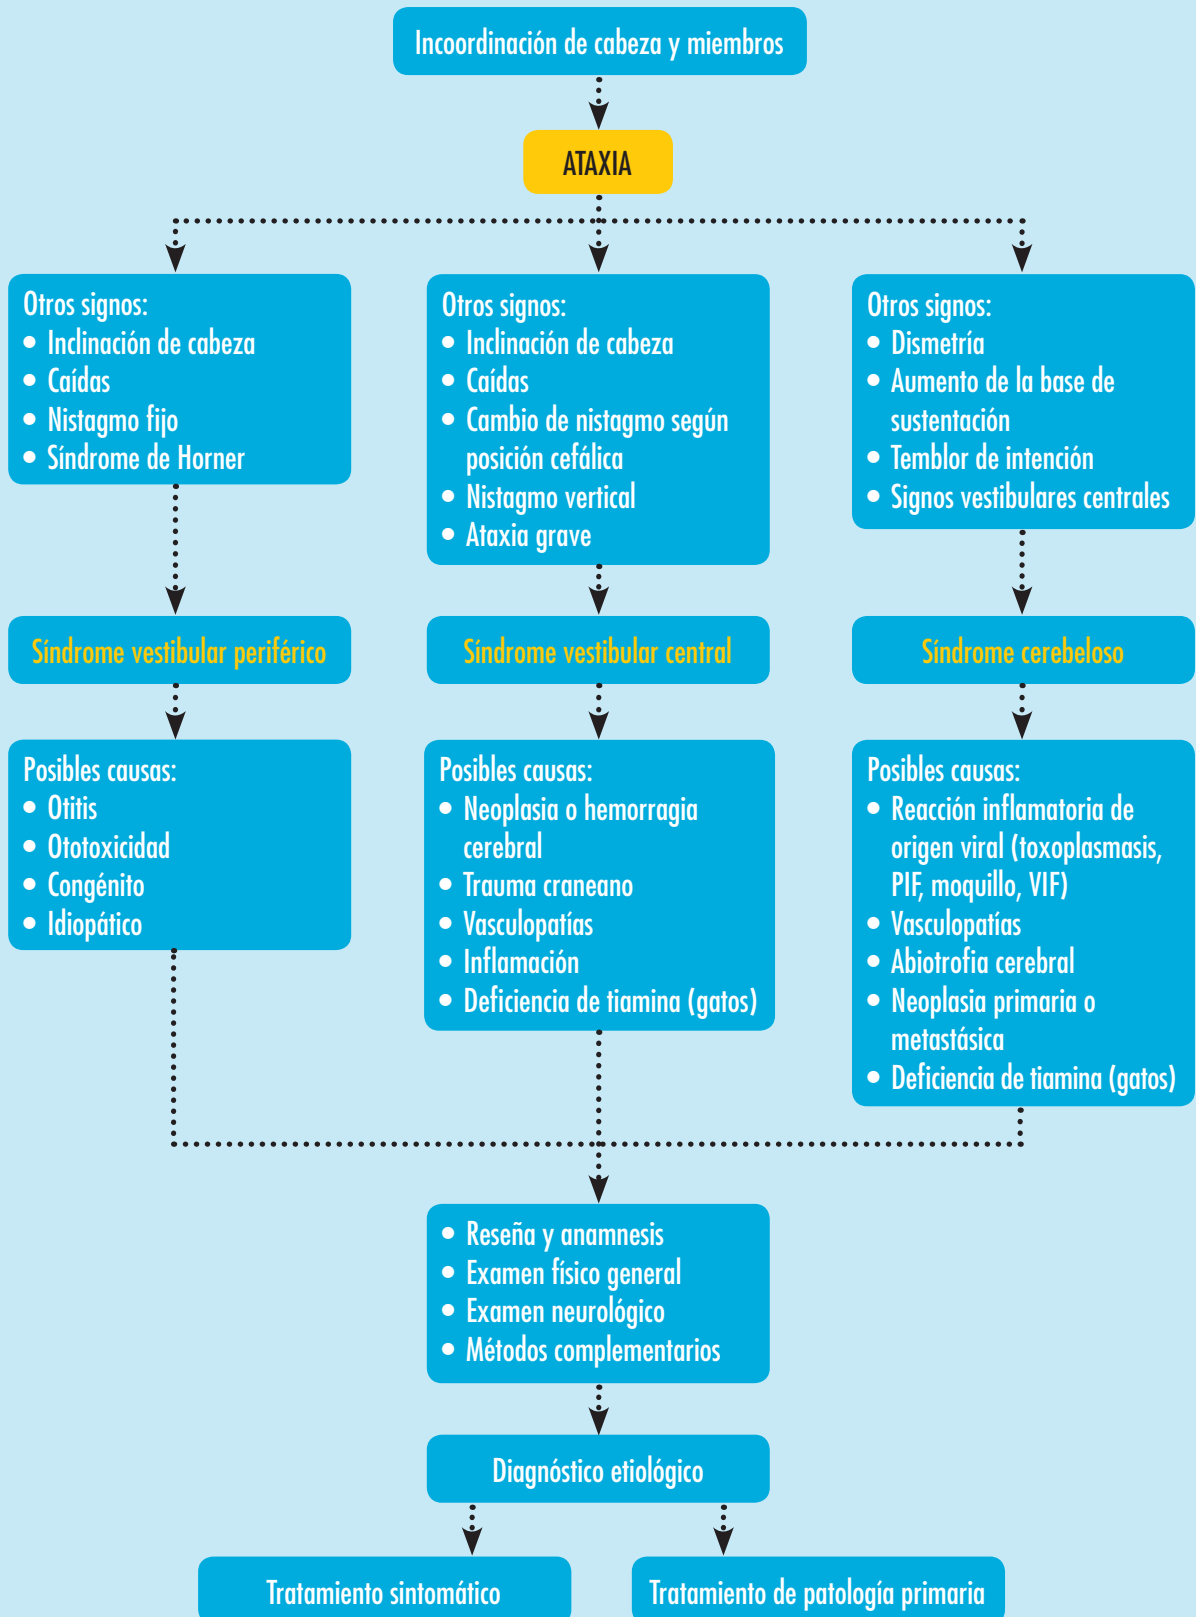 Incoordinación de cabeza y miembros
ATAXIA
Otros signos:
• Inclinación de cabeza
• Caídas
• Nistagmo fijo
• Síndrome de Horner
Otros signos:
• Inclinación de cabeza
• Caídas
• Cambio de nistagmo según
posición cefálica
• Nistagmo vertical
• Ataxia grave
Otros signos:
• Dismetría
• Aumento de la base de
sustentación
• Temblor de intención
• Signos vestibulares centrales
Síndrome vestibular periférico
Síndrome vestibular central
Síndrome cerebeloso
Posibles causas:
• Otitis
• Ototoxicidad
• Congénito
• Idiopático
Posibles causas:
• Neoplasia o hemorragia
cerebral
• Trauma craneano
• Vasculopatías
• Inflamación
• Deficiencia de tiamina (gatos)
Posibles causas:
• Reacción inflamatoria de
origen viral (toxoplasmasis,
PIF, moquillo, VIF)
• Vasculopatías
• Abiotrofia cerebral
• Neoplasia primaria o
metastásica
• Deficiencia de tiamina (gatos)
• Reseña y anamnesis
• Examen físico general
• Examen neurológico
• Métodos complementarios
Diagnóstico etiológico
Tratamiento sintomático
Tratamiento de patología primaria